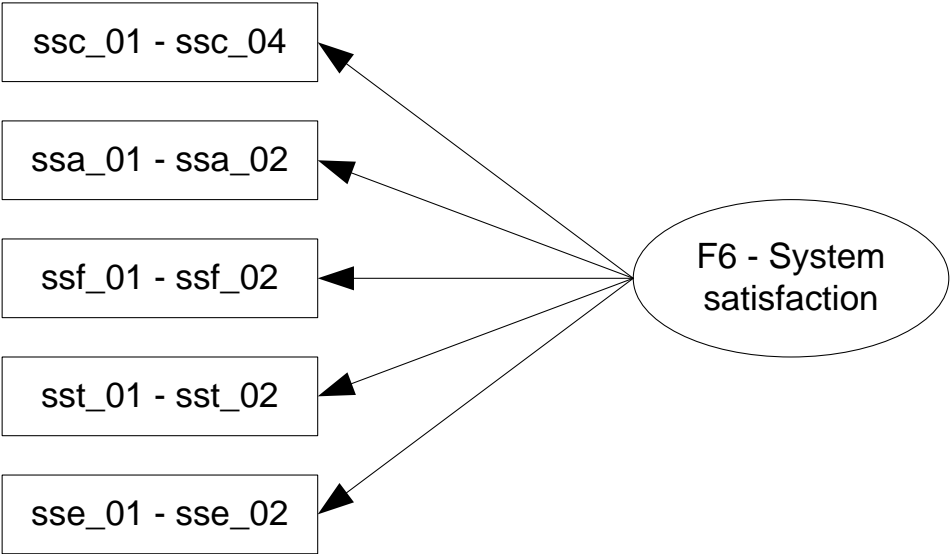 ssc_01 - ssc_04
ssa_01 - ssa_02
ssf_01 - ssf_02
sst_01 - sst_02
sse_01 - sse_02
F6 - System
satisfaction